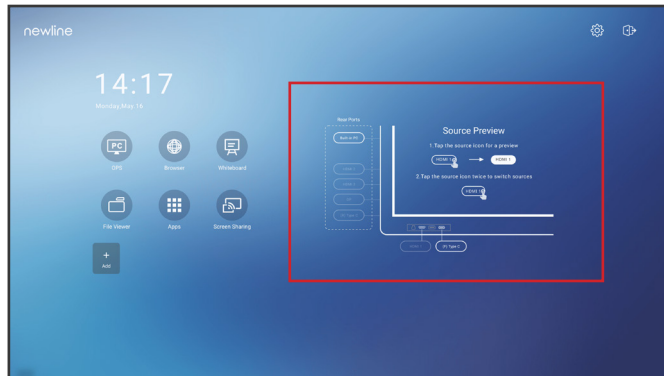 newline
14:17
Monday,May.16
PC
OPS
Browser
Whiteboard
File Viewer
Apps
Screen Sharing
+
Add
Rear Ports
Built-in PC
Source Preview
1.Tap the source icon for a preview
HDMI 1
HDMI 1
2.Tap the source icon twice to switch sources
HDMI 1
(F) Type C